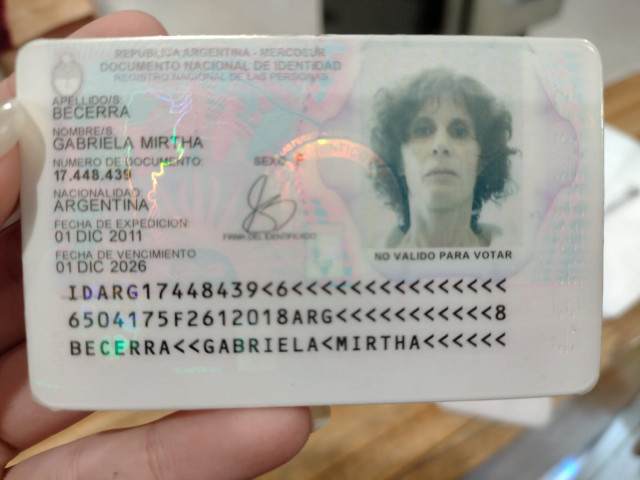 REPUBLICA ARGENTINA - MERCOSUR
DOCUMENTO NACIONAL DE IDENTIDAD
REGISTRO NACIONAL DE LAS PERSONAS
APELLIDO/S
BECERRA
NOMBRE/S
GABRIELA MIRTHA
NUMERO DE DOCUMENTO SEXO
17.448.439
NACIONALIDAD
ARGENTINA
FECHA DE EXPEDICION
01 DIC 2011
FIRMA DEL IDENTIFICADO
FECHA DE VENCIMIENTO
01 DIC 2026
NO VALIDO PARA VOTAR
IDARG17448439<6<<<<<<<<<<<<<<<
6504175F2612018ARG<<<<<<<<<<<8
BECERRA<<GABRIELA<MIRTHA<<<<<<